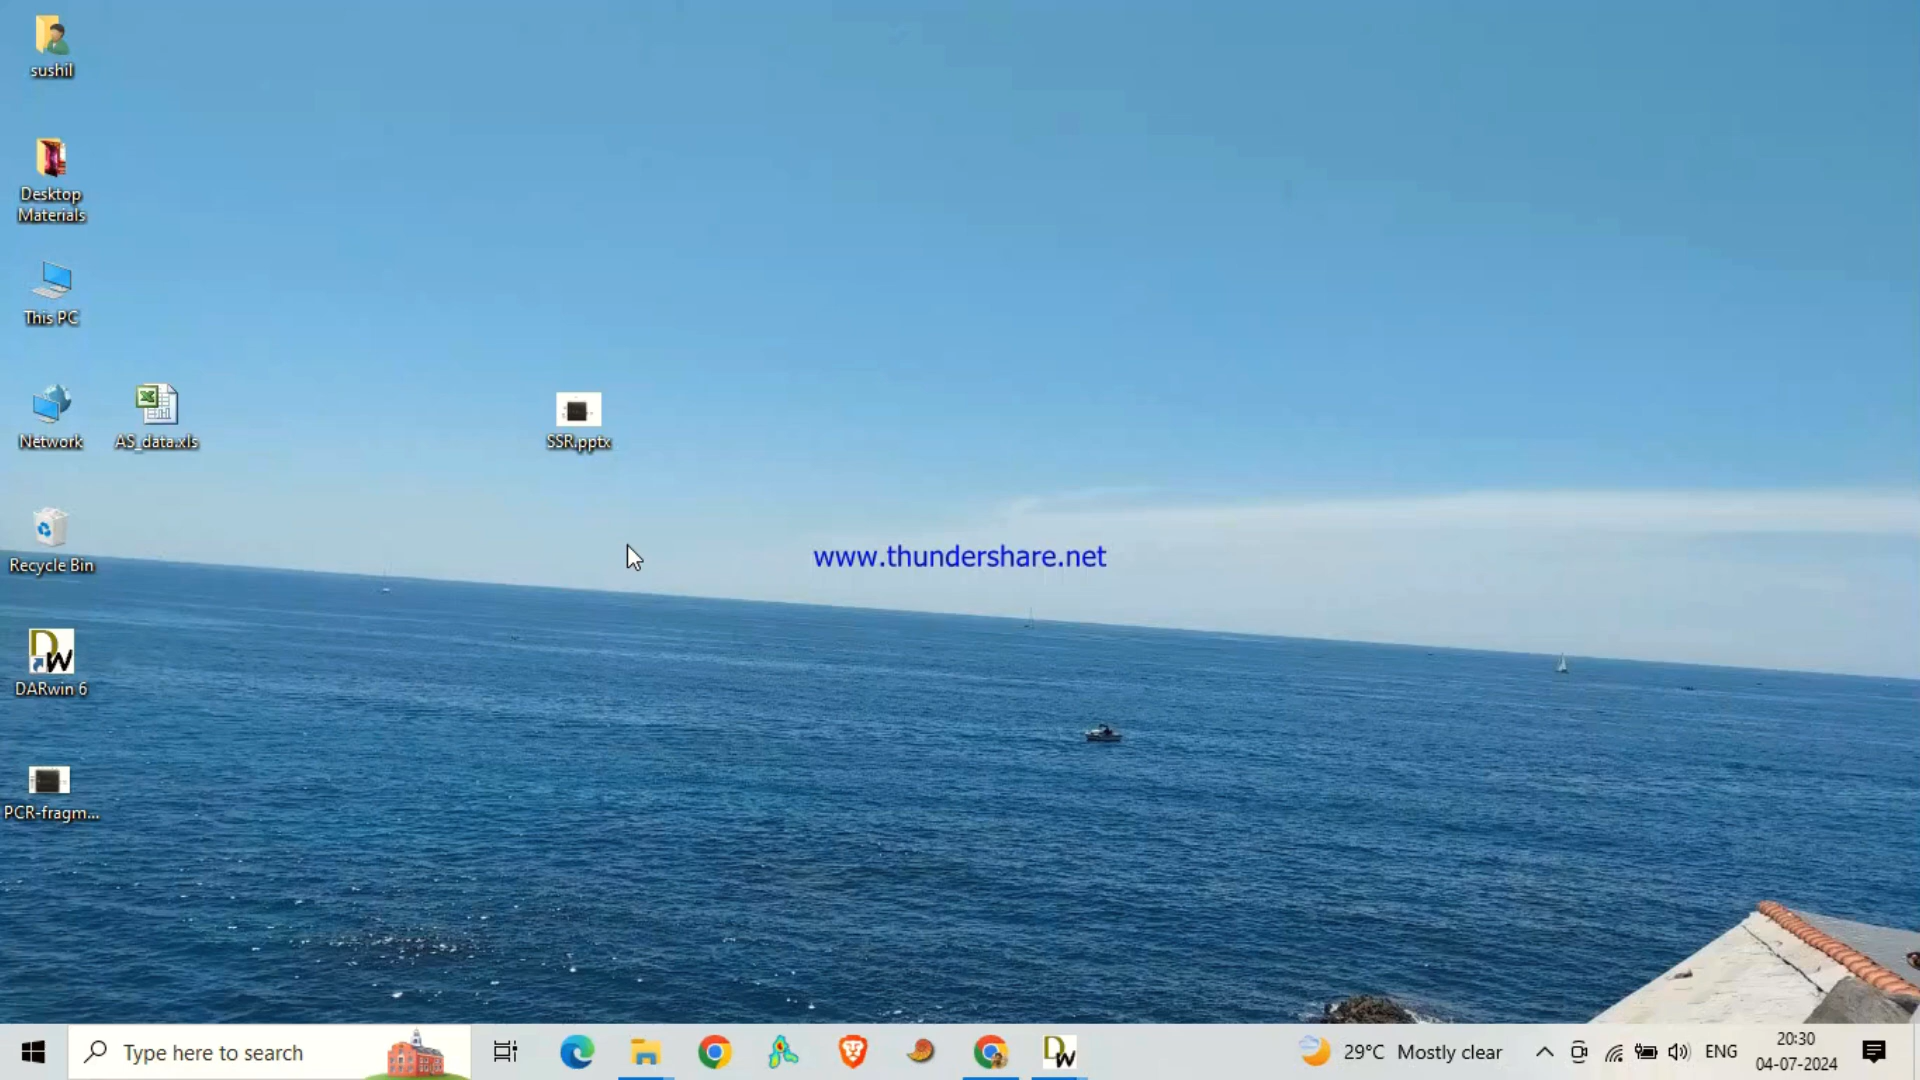 sushil
Desktop
Materials
This PC
Network
AS_data.xls
SSR.pptx
www.thundershare.net
Recycle Bin
DARwin 6
PCR-fragm...
Type here to search
29°C Mostly clear
ENG
20:30
04-07-2024